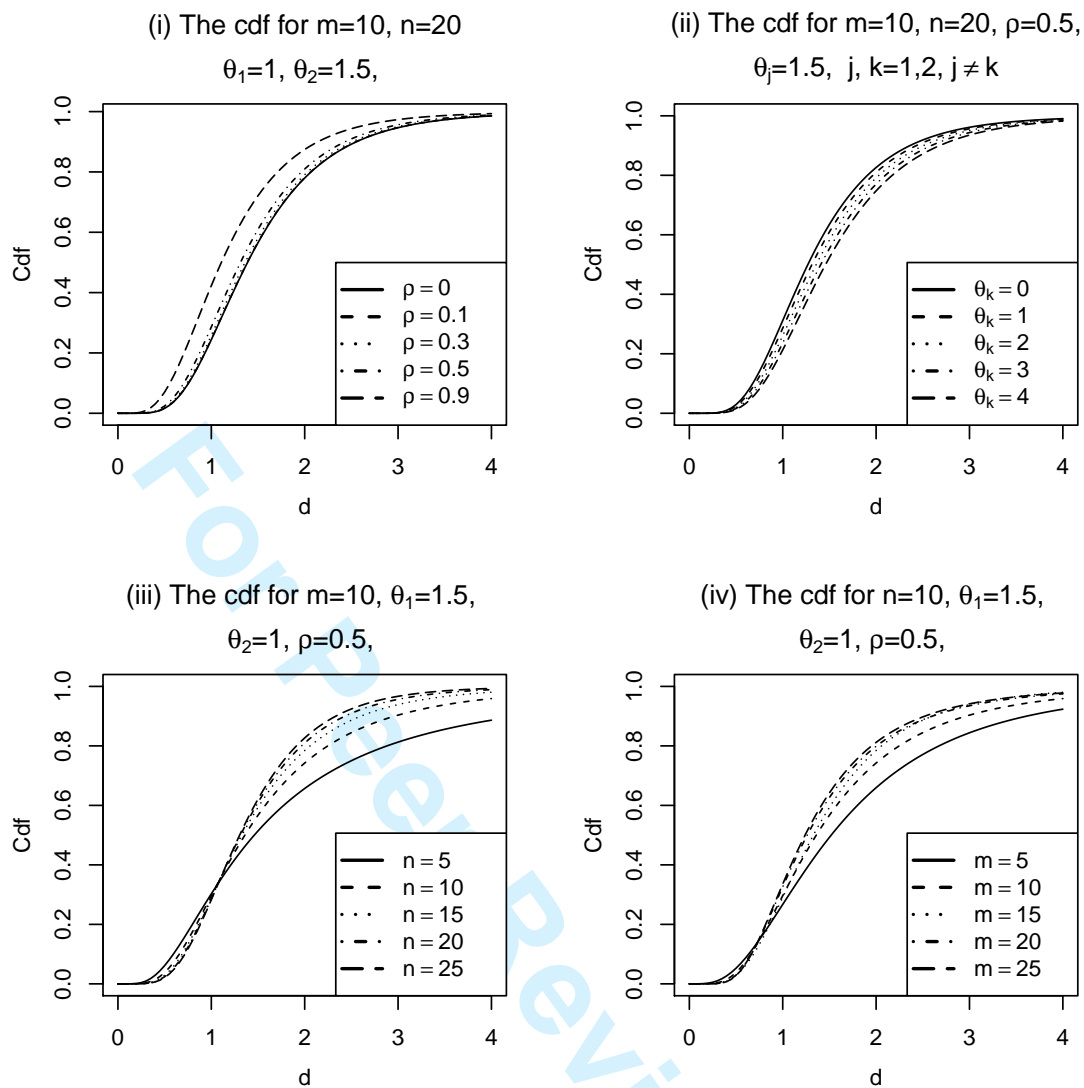 (i) The cdf for m=10, n=20
θ₁=1, θ₂=1.5,
Cdf
1.0
0.8
0.6
0.4
0.2
0.0
ρ = 0
ρ = 0.1
ρ = 0.3
ρ = 0.5
ρ = 0.9
0 1 2 3 4
d
(ii) The cdf for m=10, n=20, ρ=0.5,
θⱼ=1.5, j, k=1,2, j ≠ k
Cdf
1.0
0.8
0.6
0.4
0.2
0.0
θₖ = 0
θₖ = 1
θₖ = 2
θₖ = 3
θₖ = 4
0 1 2 3 4
d
(iii) The cdf for m=10, θ₁=1.5,
θ₂=1, ρ=0.5,
Cdf
1.0
0.8
0.6
0.4
0.2
0.0
n = 5
n = 10
n = 15
n = 20
n = 25
0 1 2 3 4
d
(iv) The cdf for n=10, θ₁=1.5,
θ₂=1, ρ=0.5,
Cdf
1.0
0.8
0.6
0.4
0.2
0.0
m = 5
m = 10
m = 15
m = 20
m = 25
0 1 2 3 4
d
For Peer Revi